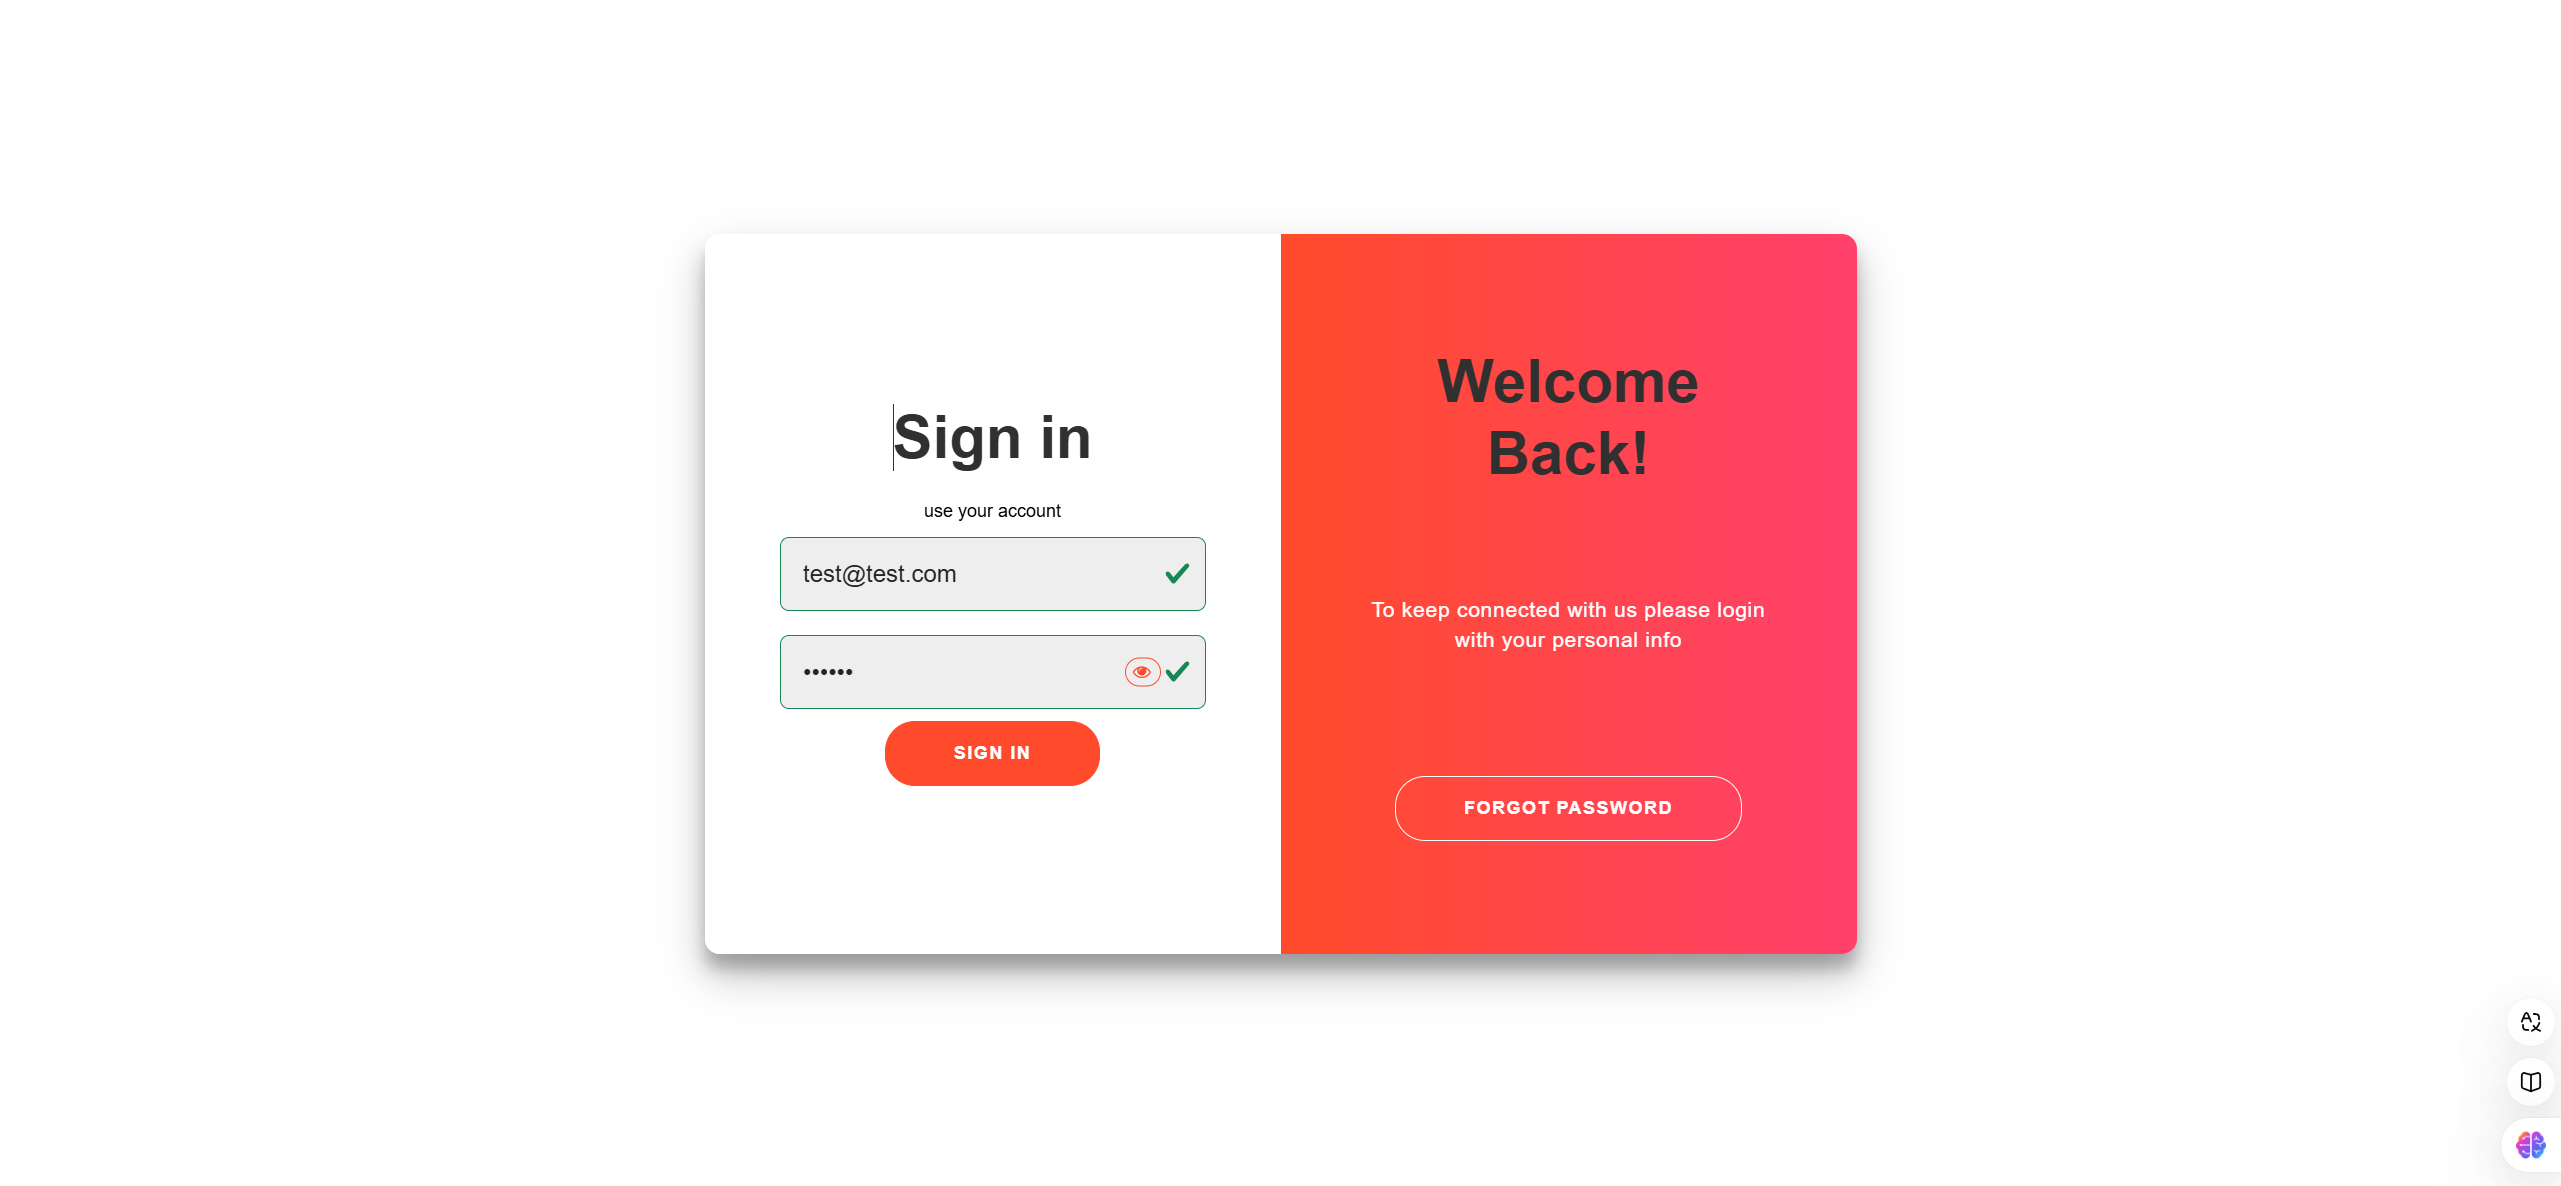 Sign in
use your account
test@test.com
••••••
SIGN IN
Welcome
Back!
To keep connected with us please login
with your personal info
FORGOT PASSWORD